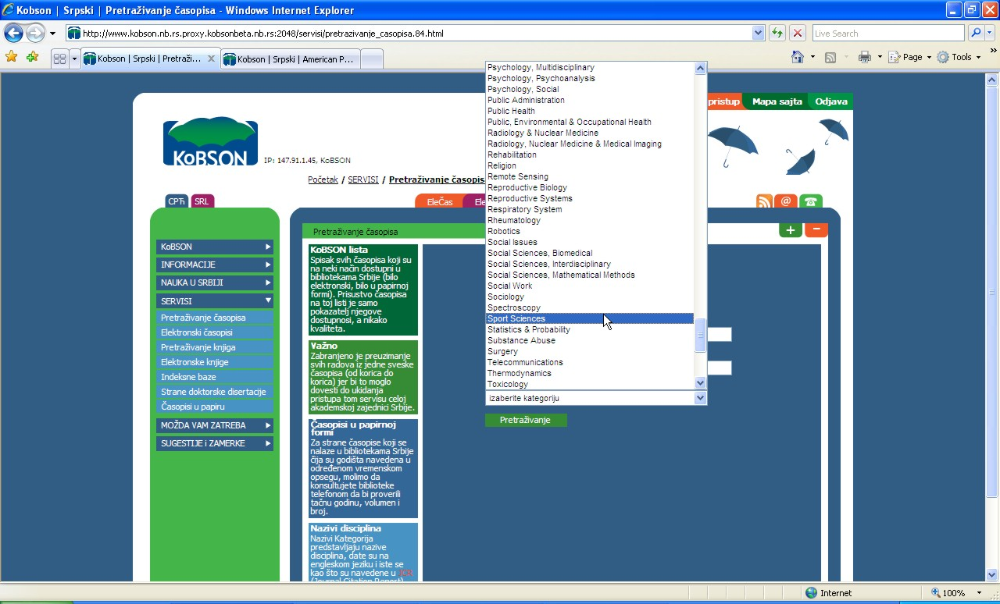 Kobson | Srpski | Pretraživanje časopisa - Windows Internet Explorer
http://www.kobson.nb.rs.proxy.kobsonbeta.nb.rs:2048/servisi/pretrazivanje_casopisa.84.html
Live Search
Kobson | Srpski | Pretraži...
Kobson | Srpski | American P...
Page
Tools
pristup
Mapa sajta
Odjava
KoBSON
IP: 147.91.1.45, KoBSON
Početak / SERVISI / Pretraživanje časopis
СРЋ
SRL
EleČas
Ele
@
Pretraživanje časopisa
+
−
KoBSON
INFORMACIJE
NAUKA U SRBIJI
SERVISI
Pretraživanje časopisa
Elektronski časopisi
Pretraživanje knjiga
Elektronske knjige
Indeksne baze
Strane doktorske disertacije
Časopisi u papiru
MOŽDA VAM ZATREBA
SUGESTIJE i ZAMERKE
KoBSON lista
Spisak svih časopisa koji su
na neki način dostupni u
bibliotekama Srbije (bilo
elektronski, bilo u papirnoj
formi). Prisustvo časopisa
na toj listi je samo
pokazatelj njegove
dostupnosti, a nikako
kvaliteta.
Važno
Zabranjeno je preuzimanje
svih radova iz jedne sveske
časopisa (od korica do
korica) jer bi to moglo
dovesti do ukidanja
pristupa tom servisu celoj
akademskoj zajednici Srbije.
Časopisi u papirnoj
formi
Za strane časopise koji se
nalaze u bibliotekama Srbije
čija su godišta navedena u
određenom vremenskom
opsegu, molimo da
konsultujete biblioteke
telefonom da bi proverili
tačnu godinu, volumen i
broj.
Nazivi disciplina
Nazivi Kategorija
predstavljaju nazive
disciplina, date su na
engleskom jeziku i iste se
kao što su navedene u JCR
(Journal Citation Report)
Psychology, Multidisciplinary
Psychology, Psychoanalysis
Psychology, Social
Public Administration
Public Health
Public, Environmental & Occupational Health
Radiology & Nuclear Medicine
Radiology, Nuclear Medicine & Medical Imaging
Rehabilitation
Religion
Remote Sensing
Reproductive Biology
Reproductive Systems
Respiratory System
Rheumatology
Robotics
Social Issues
Social Sciences, Biomedical
Social Sciences, Interdisciplinary
Social Sciences, Mathematical Methods
Social Work
Sociology
Spectroscopy
Sport Sciences
Statistics & Probability
Substance Abuse
Surgery
Telecommunications
Thermodynamics
Toxicology
izaberite kategoriju
Pretraživanje
Internet
100%